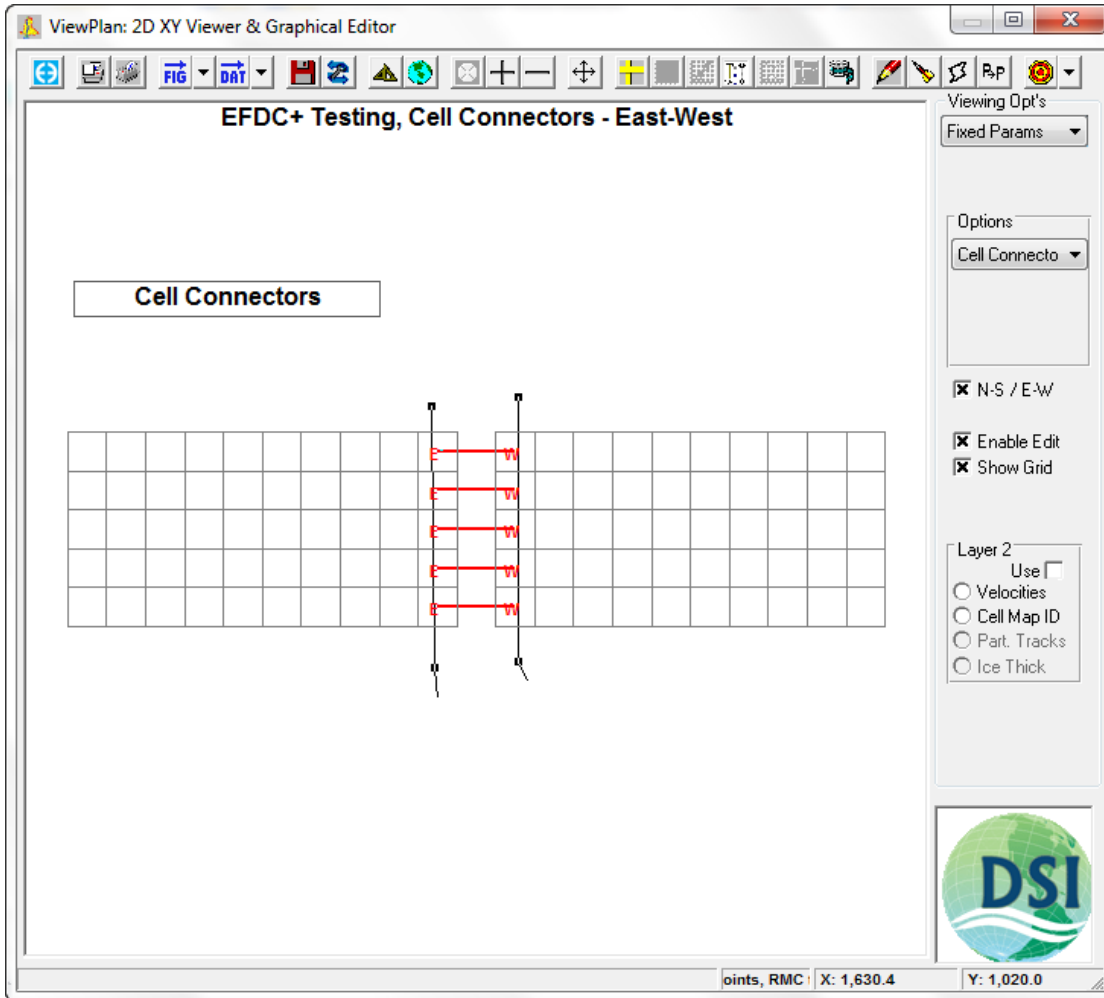 ViewPlan: 2D XY Viewer & Graphical Editor
FIG
DAT
R›P
EFDC+ Testing, Cell Connectors - East-West
Viewing Opt's
Fixed Params
Options
Cell Connecto
Cell Connectors
N-S / E-W
Enable Edit
Show Grid
E W
E W
E W
E W
E W
Layer 2
Use
Velocities
Cell Map ID
Part. Tracks
Ice Thick
DSI
oints, RMC
X: 1,630.4
Y: 1,020.0